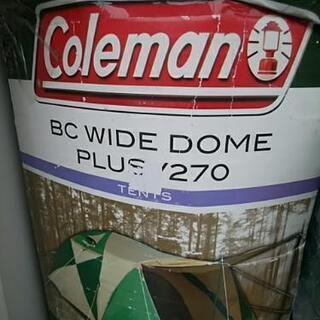 Coleman
BC WIDE DOME
PLUS /270
TENTS